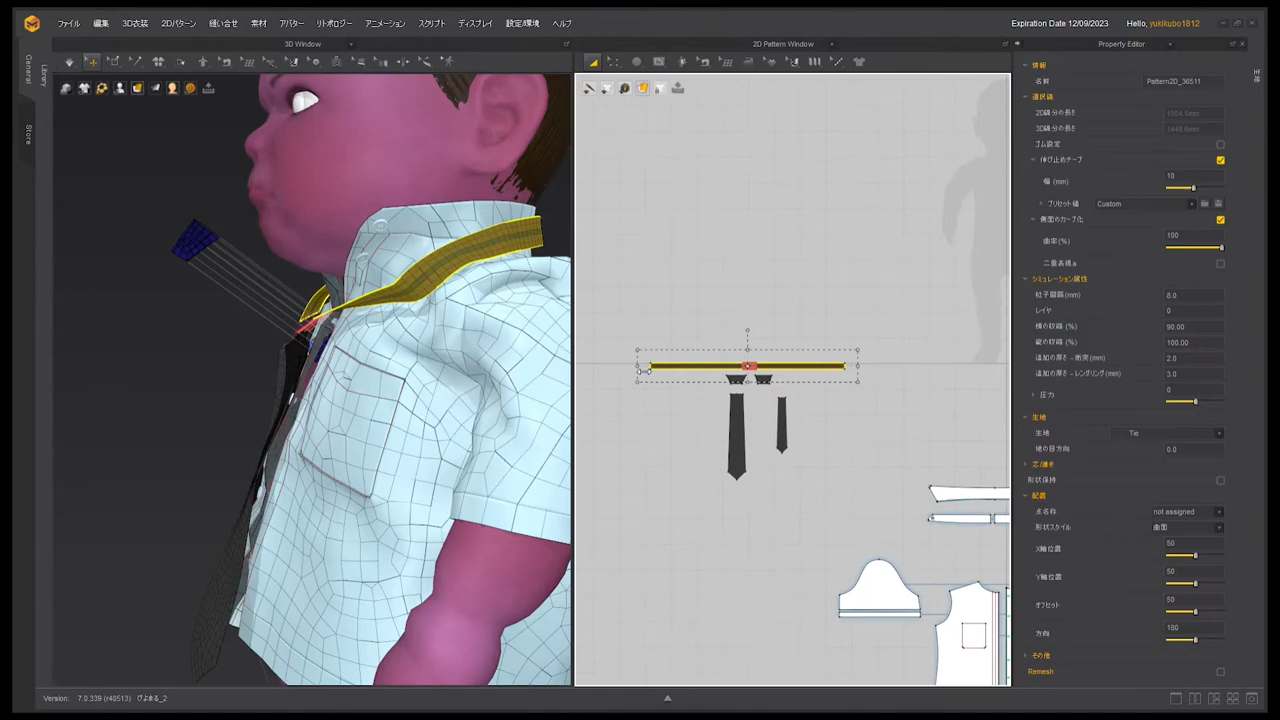 ファイル 編集 3D衣装 2Dパターン 縫い合せ 素材 アバター リトポロジー アニメーション スクリプト ディスプレイ 設定/環境 ヘルプ Expiration Date 12/09/2023 Hello, yukikubo1812
3D Window 2D Pattern Window Property Editor
General
Library
Store
情報
名前 Pattern2D_36511
選択線
2D線分の長さ 1554.5mm
3D線分の長さ
ゴム設定
伸び止めテープ
幅 (mm) 10
プリセット値 Custom
側面のカーブ化
曲率(%) 100
二重表現a
シミュレーション属性
粒子間隔(mm) 8.0
レイヤ 0
横の収縮 (%) 90.00
縦の収縮 (%) 100.00
追加の厚さ - 衝突 (mm) 2.0
追加の厚さ - レンダリング(mm) 3.0
圧力 0
生地
生地 Tie
地の目方向 0.0
芯/磨き
形状保持
配置
点名称 not assigned
形状スタイル 曲面
X軸位置 50
Y軸位置 50
オフセット 50
方向 180
その他
Remesh
生地
Version: 7.0.339 (r40513) ぴよまる_2